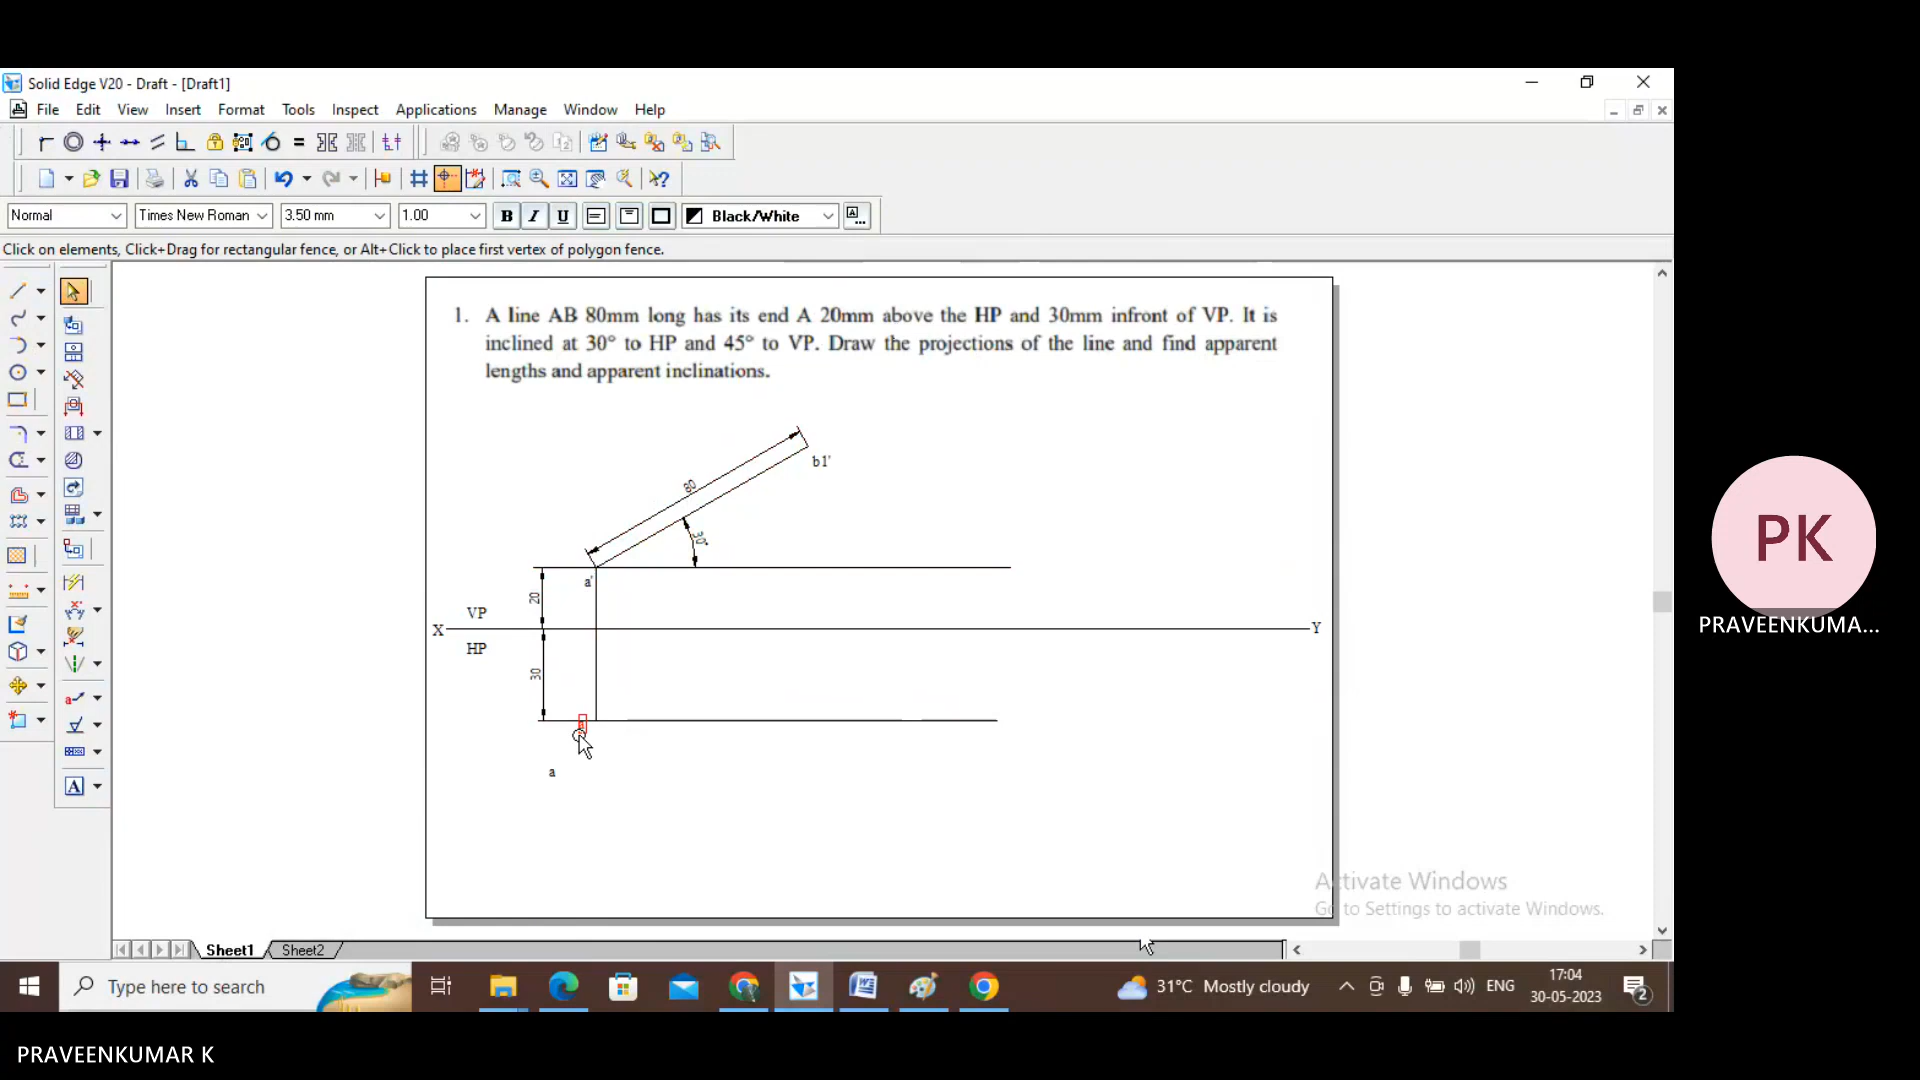 Solid Edge V20 - Draft - [Draft1]
File Edit View Insert Format Tools Inspect Applications Manage Window Help
Normal Times New Roman 3.50 mm 1.00 B I U Black/White A...
Click on elements, Click+Drag for rectangular fence, or Alt+Click to place first vertex of polygon fence.
1. A line AB 80mm long has its end A 20mm above the HP and 30mm infront of VP. It is
inclined at 30° to HP and 45° to VP. Draw the projections of the line and find apparent
lengths and apparent inclinations.
b1'
80
30°
a'
20
VP
X
Y
HP
30
a
PK
PRAVEENKUMA...
Activate Windows
Go to Settings to activate Windows.
Sheet1 Sheet2
Type here to search
31°C Mostly cloudy
ENG
17:04
30-05-2023
2
PRAVEENKUMAR K